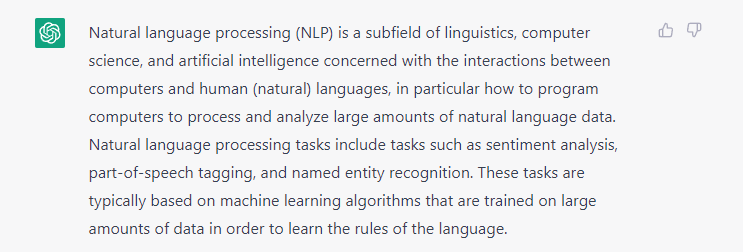 Natural language processing (NLP) is a subfield of linguistics, computer
science, and artificial intelligence concerned with the interactions between
computers and human (natural) languages, in particular how to program
computers to process and analyze large amounts of natural language data.
Natural language processing tasks include tasks such as sentiment analysis,
part-of-speech tagging, and named entity recognition. These tasks are
typically based on machine learning algorithms that are trained on large
amounts of data in order to learn the rules of the language.